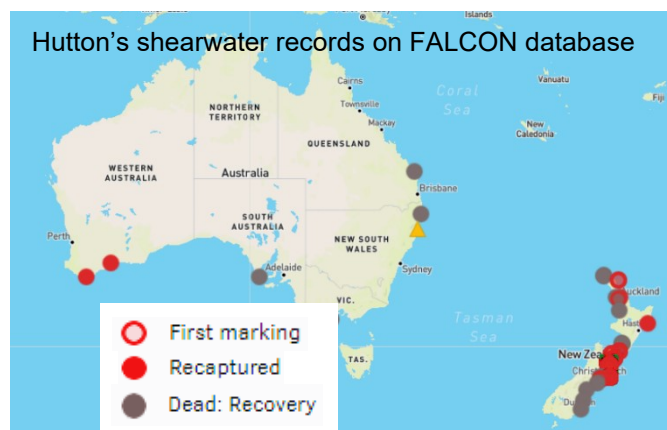 Hutton's shearwater records on FALCON database
Islands
Cairns
Coral
Sea
Vanuatu
Fiji
Townsville
Mackay
NORTHERN
TERRITORY
New
Caledonia
QUEENSLAND
WESTERN
AUSTRALIA
Australia
Brisbane
SOUTH
AUSTRALIA
Perth
NEW SOUTH
WALES
Adelaide
Sydney
VIC.
Tasman
Sea
TAS.
First marking
Recaptured
Dead: Recovery